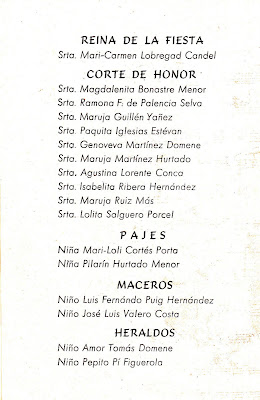 REINA DE LA FIESTA
Srta. Mari-Carmen Lobregad Candel
CORTE DE HONOR
Srta. Magdalenita Bonastre Menor
Srta. Ramona F. de Palencia Selva
Srta. Maruja Guillén Yañez
Srta. Paquita Iglesias Estévan
Srta. Genoveva Martínez Domene
Srta. Maruja Martínez Hurtado
Srta. Agustina Lorente Conca
Srta. Isabelita Ribera Hernández
Srta. Maruja Ruiz Más
Srta. Lolita Salguero Porcel
PAJES
Niña Mari-Loli Cortés Porta
Niña Pilarín Hurtado Menor
MACEROS
Niño Luis Fernándo Puig Hernández
Niño José Luis Valero Costa
HERALDOS
Niño Amor Tomás Domene
Niño Pepito Pí Figuerola